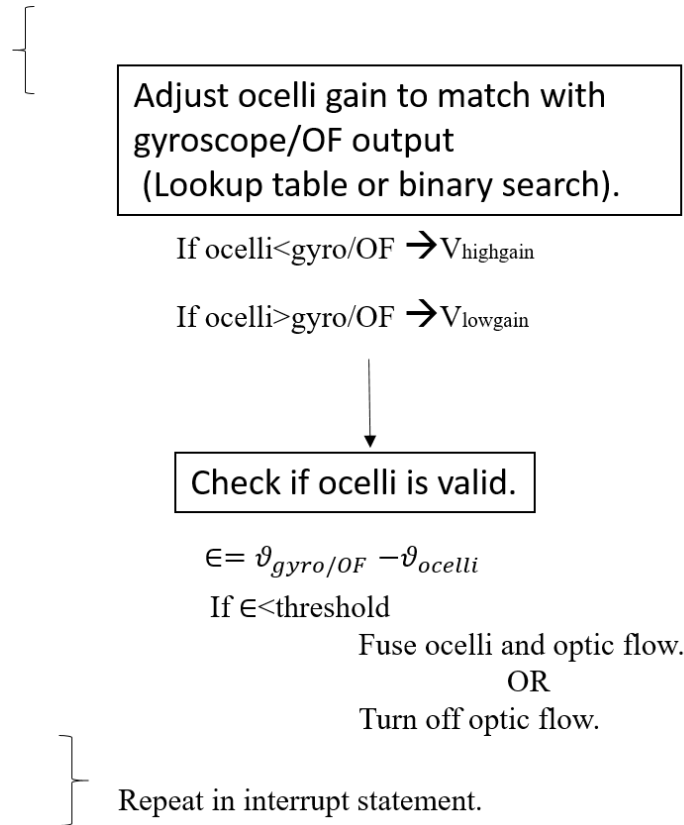 Adjust ocelli gain to match with
gyroscope/OF output
(Lookup table or binary search).
If ocelli<gyro/OF →Vhighgain
If ocelli>gyro/OF →Vlowgain
Check if ocelli is valid.
∈= 𝜗gyro/OF −𝜗ocelli
If ∈<threshold
Fuse ocelli and optic flow.
OR
Turn off optic flow.
Repeat in interrupt statement.